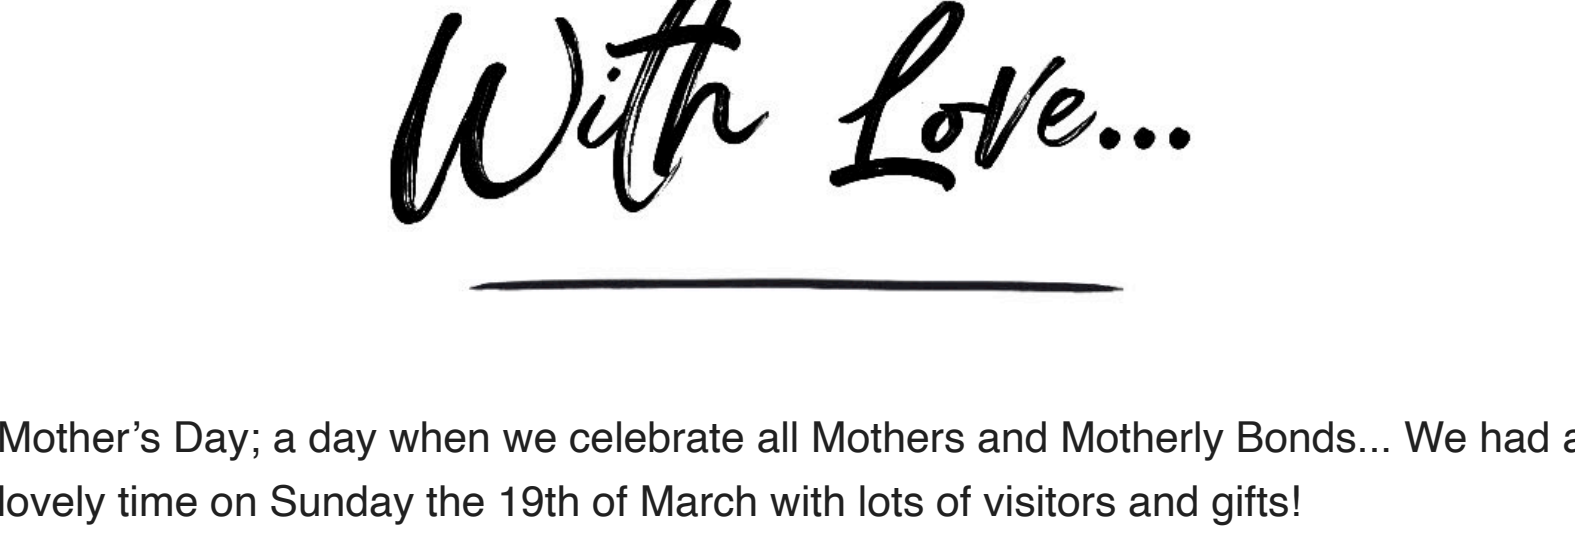 With Love...
Mother’s Day; a day when we celebrate all Mothers and Motherly Bonds... We had a
lovely time on Sunday the 19th of March with lots of visitors and gifts!